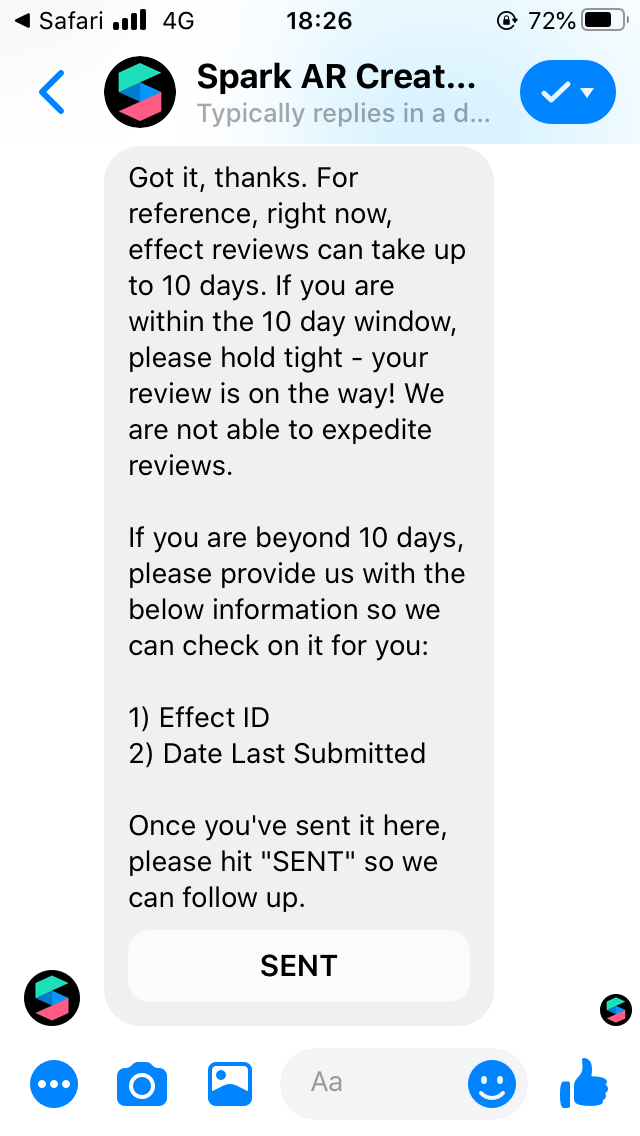 Safari 4G 18:26 72%
Spark AR Creat...
Typically replies in a d...
Got it, thanks. For
reference, right now,
effect reviews can take up
to 10 days. If you are
within the 10 day window,
please hold tight - your
review is on the way! We
are not able to expedite
reviews.
If you are beyond 10 days,
please provide us with the
below information so we
can check on it for you:
1) Effect ID
2) Date Last Submitted
Once you've sent it here,
please hit "SENT" so we
can follow up.
SENT
Aa